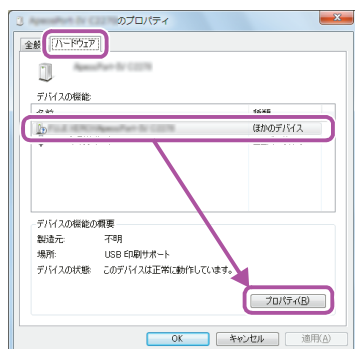 のプロパティ
全般 ハードウェア
デバイスの機能:
名前 種類
ほかのデバイス
デバイスの機能の概要
製造元: 不明
場所: USB 印刷サポート
デバイスの状態: このデバイスは正常に動作しています。
プロパティ(R)
OK キャンセル 適用(A)